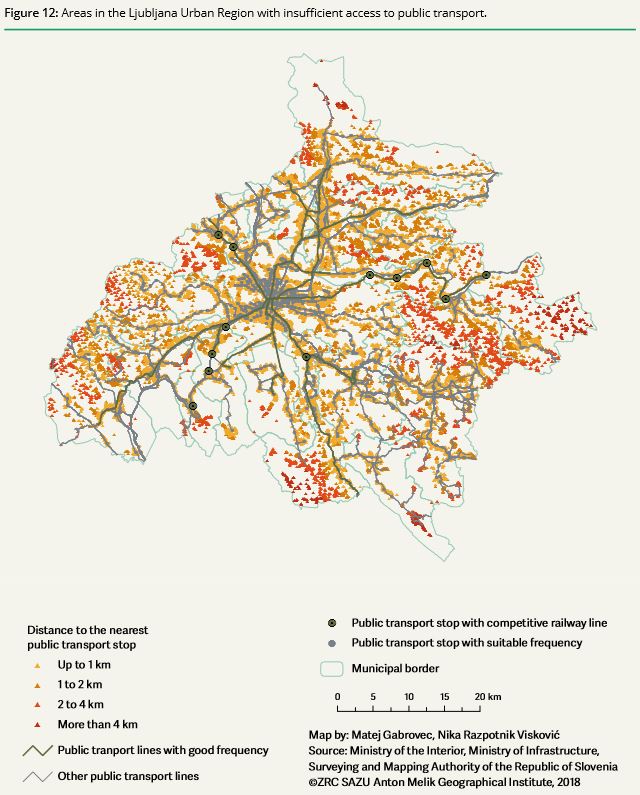 Figure 12: Areas in the Ljubljana Urban Region with insufficient access to public transport.
Distance to the nearest
public transport stop
Up to 1 km
1 to 2 km
2 to 4 km
More than 4 km
Public tranport lines with good frequency
Other public transport lines
Public transport stop with competitive railway line
Public transport stop with suitable frequency
Municipal border
0 5 10 15 20 km
Map by: Matej Gabrovec, Nika Razpotnik Visković
Source: Ministry of the Interior, Ministry of Infrastructure,
Surveying and Mapping Authority of the Republic of Slovenia
©ZRC SAZU Anton Melik Geographical Institute, 2018